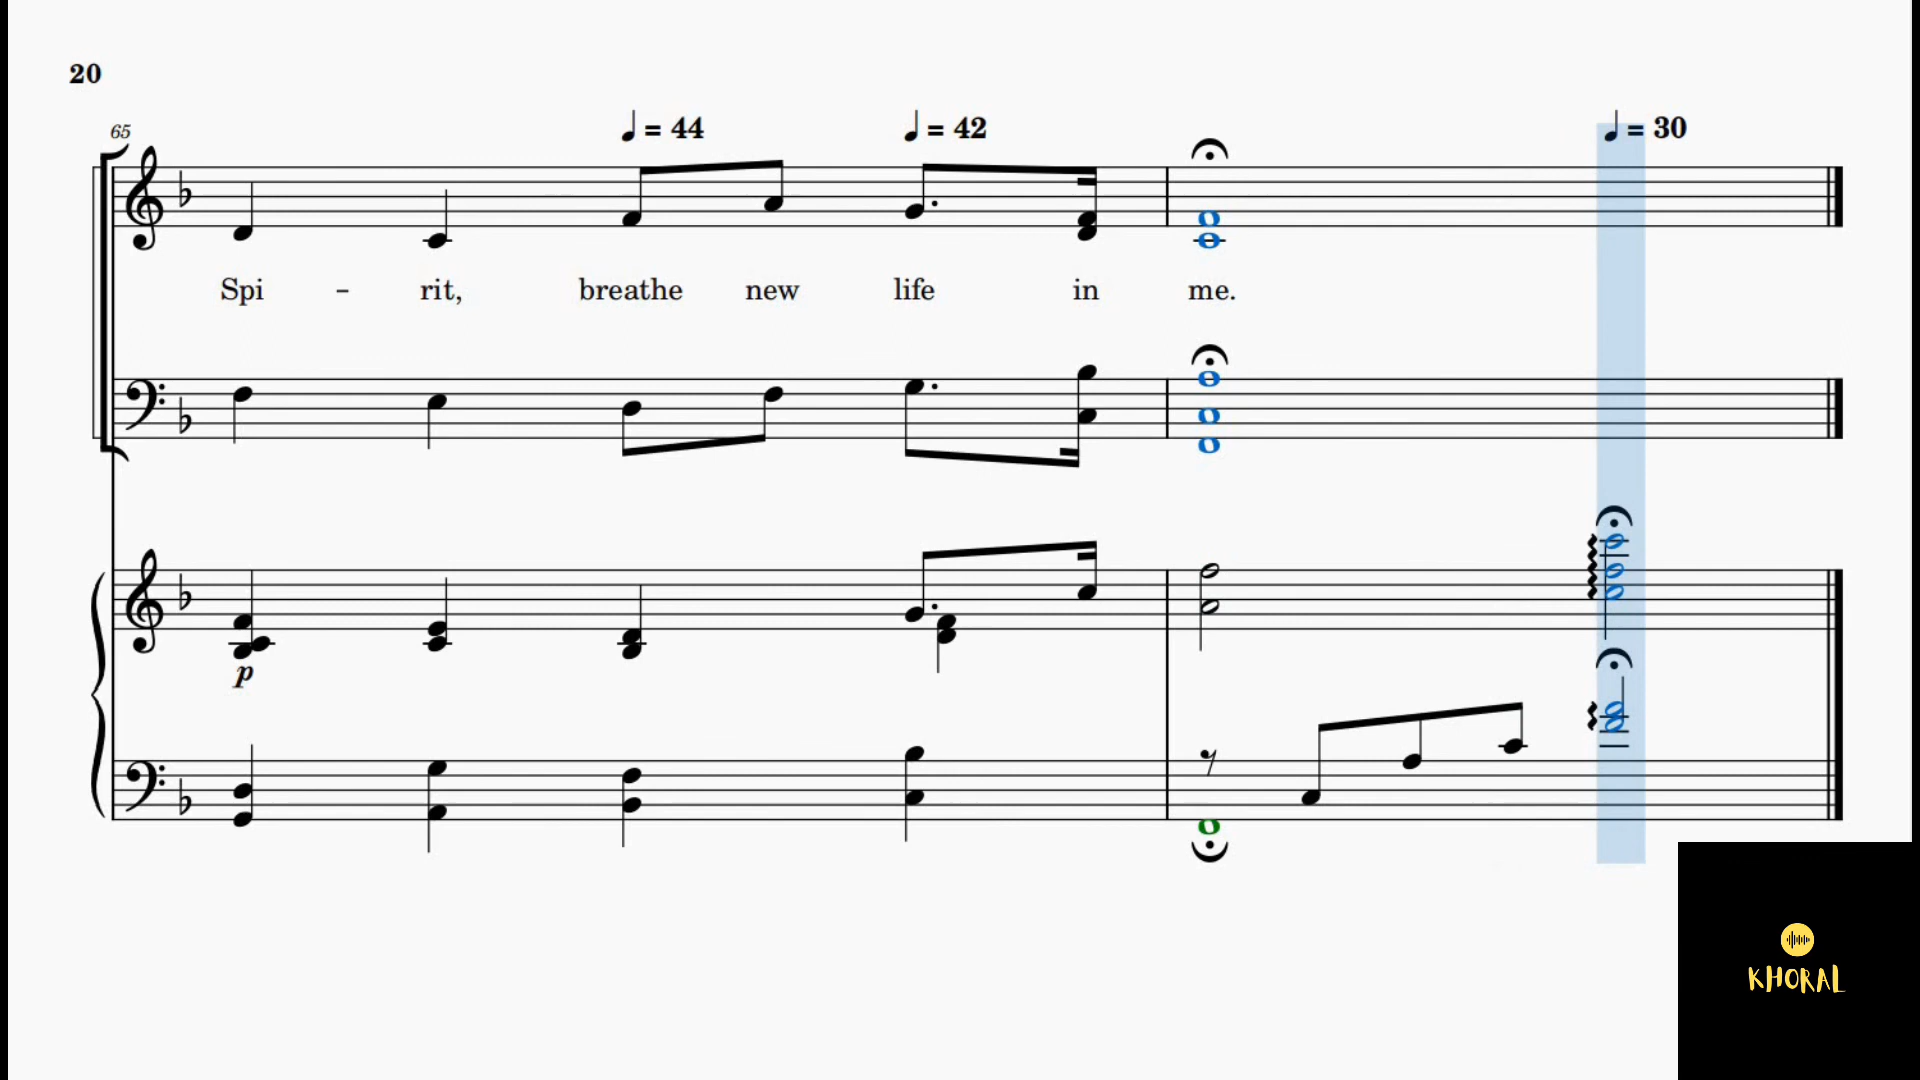 20
65
= 44
= 42
= 30
Spi - rit, breathe new life in me.
p
KHORAL